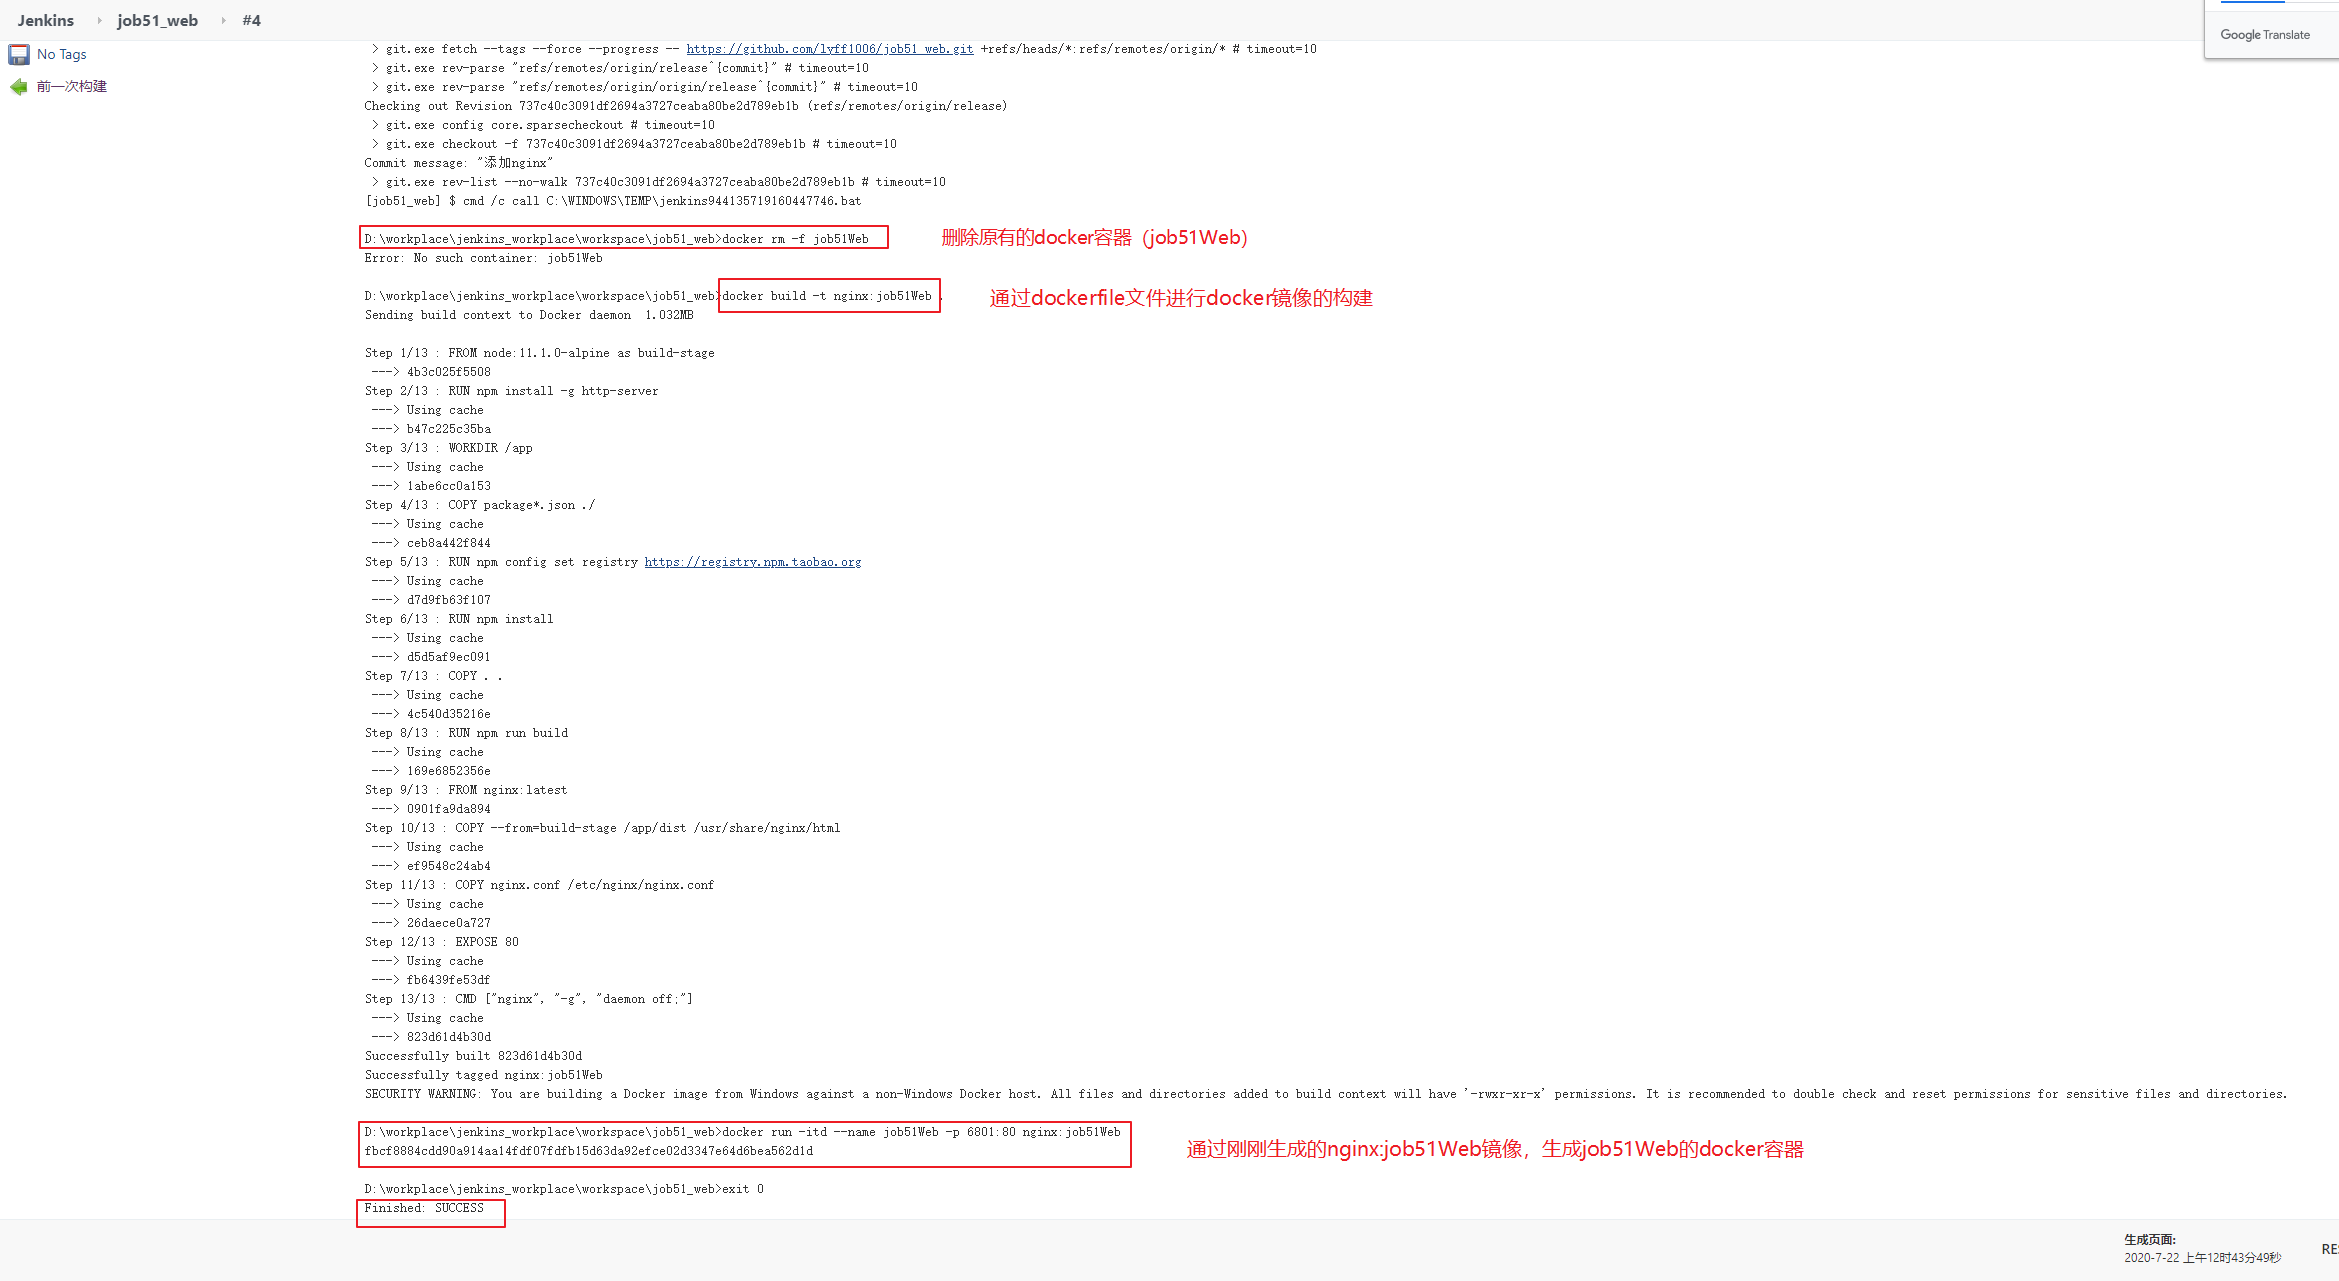 Jenkins
job51_web
#4
Google Translate
No Tags
前一次构建
> git.exe fetch --tags --force --progress -- https://github.com/lyff1006/job51_web.git +refs/heads/*:refs/remotes/origin/* # timeout=10
> git.exe rev-parse "refs/remotes/origin/release^{commit}" # timeout=10
> git.exe rev-parse "refs/remotes/origin/origin/release^{commit}" # timeout=10
Checking out Revision 737c40c3091df2694a3727ceaba80be2d789eb1b (refs/remotes/origin/release)
> git.exe config core.sparsecheckout # timeout=10
> git.exe checkout -f 737c40c3091df2694a3727ceaba80be2d789eb1b # timeout=10
Commit message: "添加nginx"
> git.exe rev-list --no-walk 737c40c3091df2694a3727ceaba80be2d789eb1b # timeout=10
[job51_web] $ cmd /c call C:\WINDOWS\TEMP\jenkins944135719160447746.bat
D:\workplace\jenkins_workplace\workspace\job51_web>docker rm -f job51Web
删除原有的docker容器（job51Web）
Error: No such container: job51Web
D:\workplace\jenkins_workplace\workspace\job51_web>docker build -t nginx:job51Web .
通过dockerfile文件进行docker镜像的构建
Sending build context to Docker daemon  1.032MB
Step 1/13 : FROM node:11.1.0-alpine as build-stage
---> 4b3c025f5508
Step 2/13 : RUN npm install -g http-server
---> Using cache
---> b47c225c35ba
Step 3/13 : WORKDIR /app
---> Using cache
---> 1abe6cc0a153
Step 4/13 : COPY package*.json ./
---> Using cache
---> ceb8a442f844
Step 5/13 : RUN npm config set registry https://registry.npm.taobao.org
---> Using cache
---> d7d9fb63f107
Step 6/13 : RUN npm install
---> Using cache
---> d5d5af9ec091
Step 7/13 : COPY . .
---> Using cache
---> 4c540d35216e
Step 8/13 : RUN npm run build
---> Using cache
---> 169e6852356e
Step 9/13 : FROM nginx:latest
---> 0901fa9da894
Step 10/13 : COPY --from=build-stage /app/dist /usr/share/nginx/html
---> Using cache
---> ef9548c24ab4
Step 11/13 : COPY nginx.conf /etc/nginx/nginx.conf
---> Using cache
---> 26daece0a727
Step 12/13 : EXPOSE 80
---> Using cache
---> fb6439fe53df
Step 13/13 : CMD ["nginx", "-g", "daemon off;"]
---> Using cache
---> 823d61d4b30d
Successfully built 823d61d4b30d
Successfully tagged nginx:job51Web
SECURITY WARNING: You are building a Docker image from Windows against a non-Windows Docker host. All files and directories added to build context will have '-rwxr-xr-x' permissions. It is recommended to double check and reset permissions for sensitive files and directories.
D:\workplace\jenkins_workplace\workspace\job51_web>docker run -itd --name job51Web -p 6801:80 nginx:job51Web
fbcf8884cdd90a914aa14fdf07fdfb15d63da92efce02d3347e64d6bea562d1d
通过刚刚生成的nginx:job51Web镜像，生成job51Web的docker容器
D:\workplace\jenkins_workplace\workspace\job51_web>exit 0
Finished: SUCCESS
生成页面:
2020-7-22 上午12时43分49秒
RE